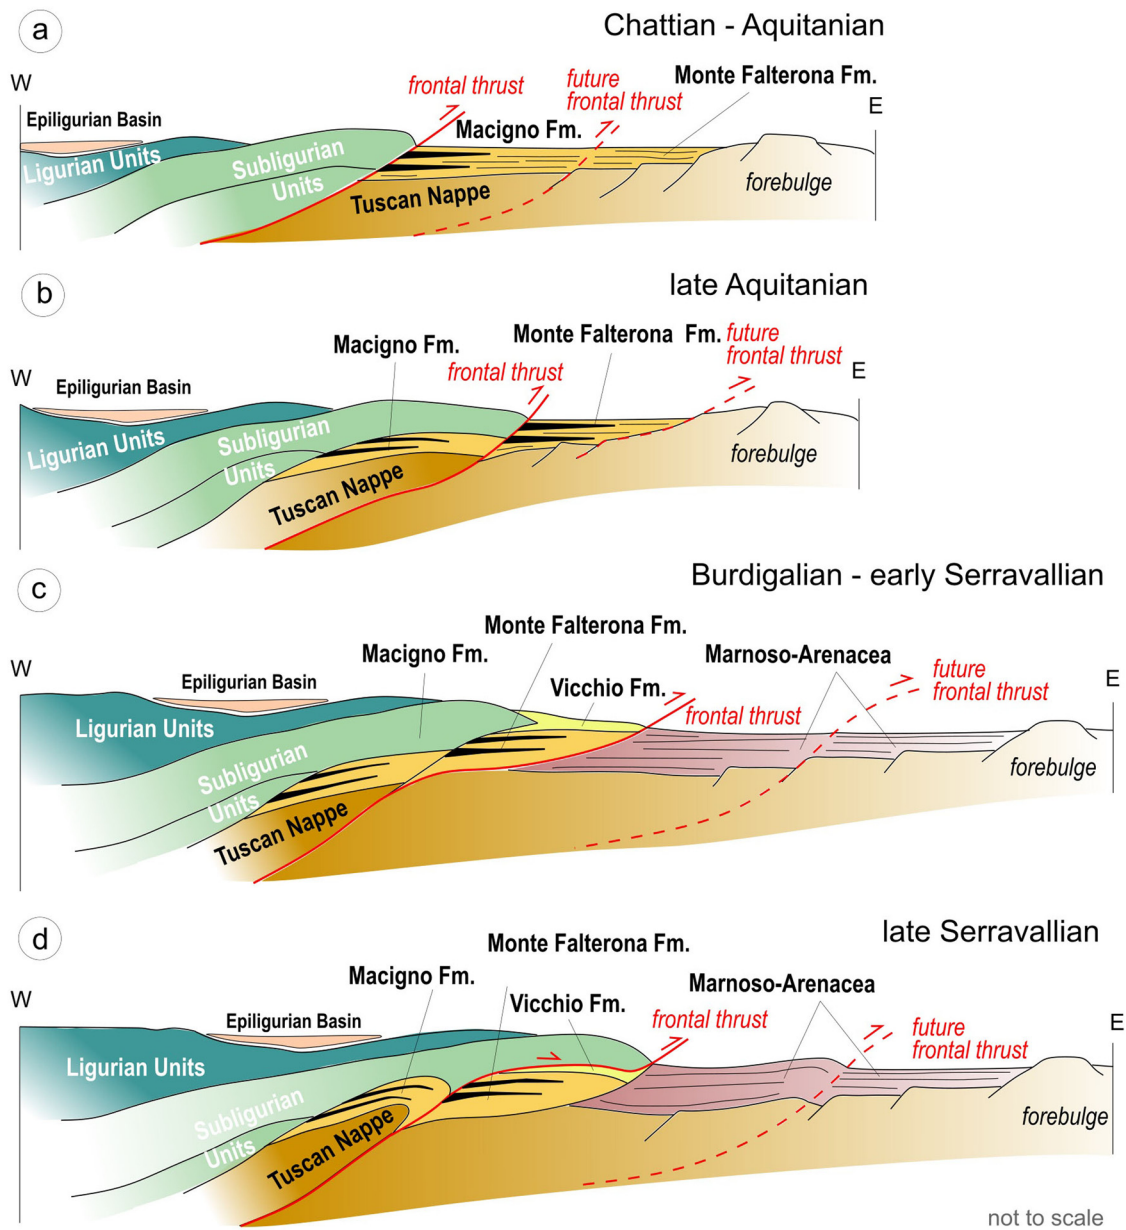 a
Chattian - Aquitanian
W
frontal thrust
future
frontal thrust
Monte Falterona Fm.
E
Epiligurian Basin
Macigno Fm.
Ligurian Units
Subligurian
Units
Tuscan Nappe
forebulge
b
late Aquitanian
W
Macigno Fm.
Monte Falterona Fm.
future
frontal thrust
E
Epiligurian Basin
frontal thrust
Ligurian Units
Subligurian
Units
Tuscan Nappe
forebulge
c
Burdigalian - early Serravallian
W
Monte Falterona Fm.
Macigno Fm.
Marnoso-Arenacea
future
frontal thrust
E
Epiligurian Basin
Vicchio Fm.
frontal thrust
Ligurian Units
Subligurian
Units
Tuscan Nappe
forebulge
d
late Serravallian
W
Monte Falterona Fm.
Macigno Fm.
Marnoso-Arenacea
Vicchio Fm.
Epiligurian Basin
frontal thrust
future
frontal thrust
E
Ligurian Units
Subligurian
Units
Tuscan Nappe
forebulge
not to scale